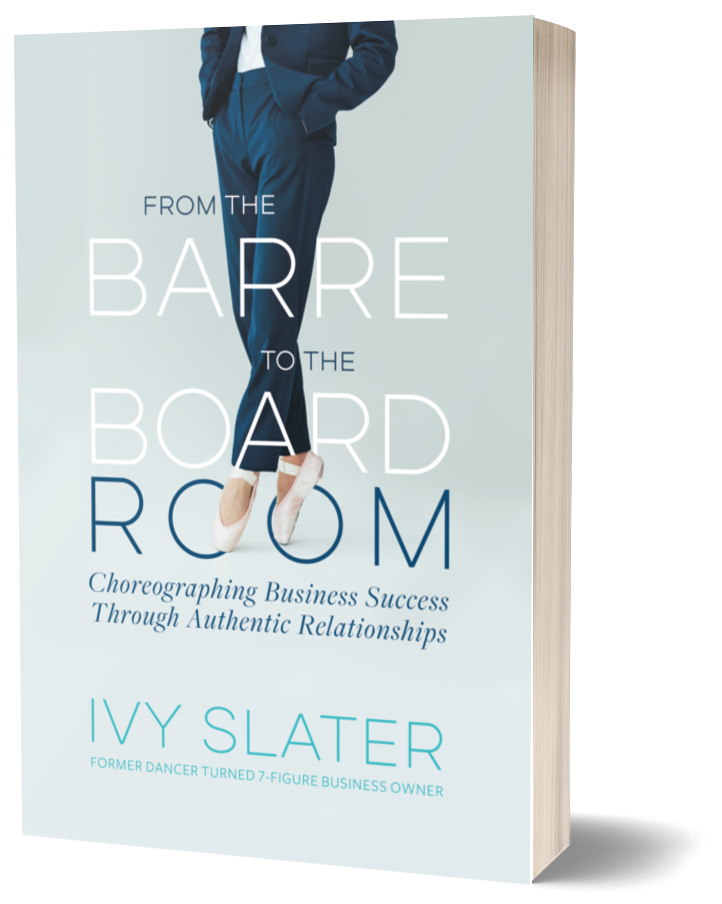 FROM THE
BARRE
TO THE
BOARD
ROOM
Choreographing Business Success
Through Authentic Relationships
IVY SLATER
FORMER DANCER TURNED 7-FIGURE BUSINESS OWNER